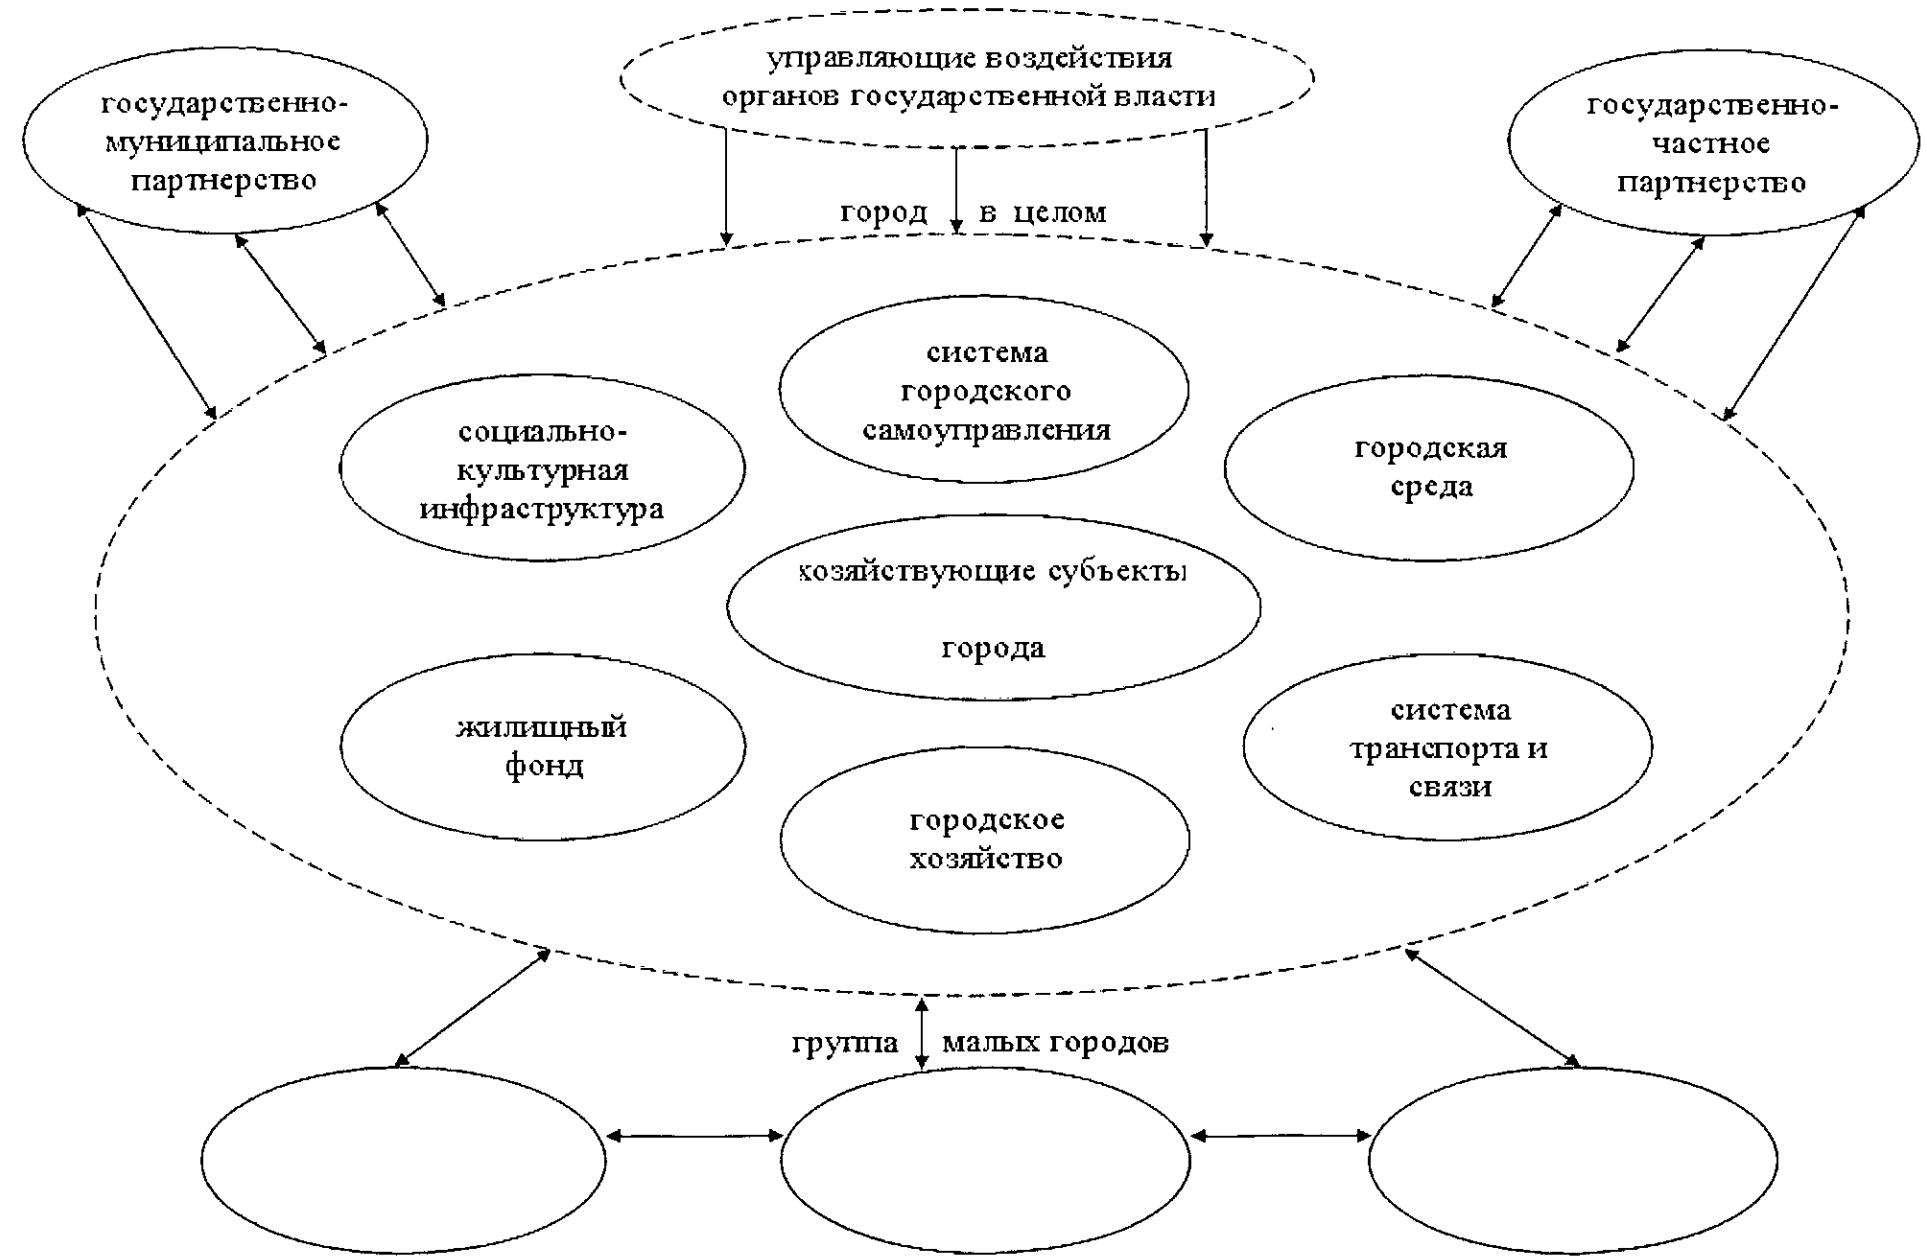 управляющие воздействия
органов государственной власти
государственно-
муниципальное
партнерство
государственно-
частное
партнерство
город в целом
система
городского
самоуправления
социально-
культурная
инфраструктура
городская
среда
хозяйствующие субъекты
города
жилищный
фонд
система
транспорта и
связи
городское
хозяйство
группа малых городов